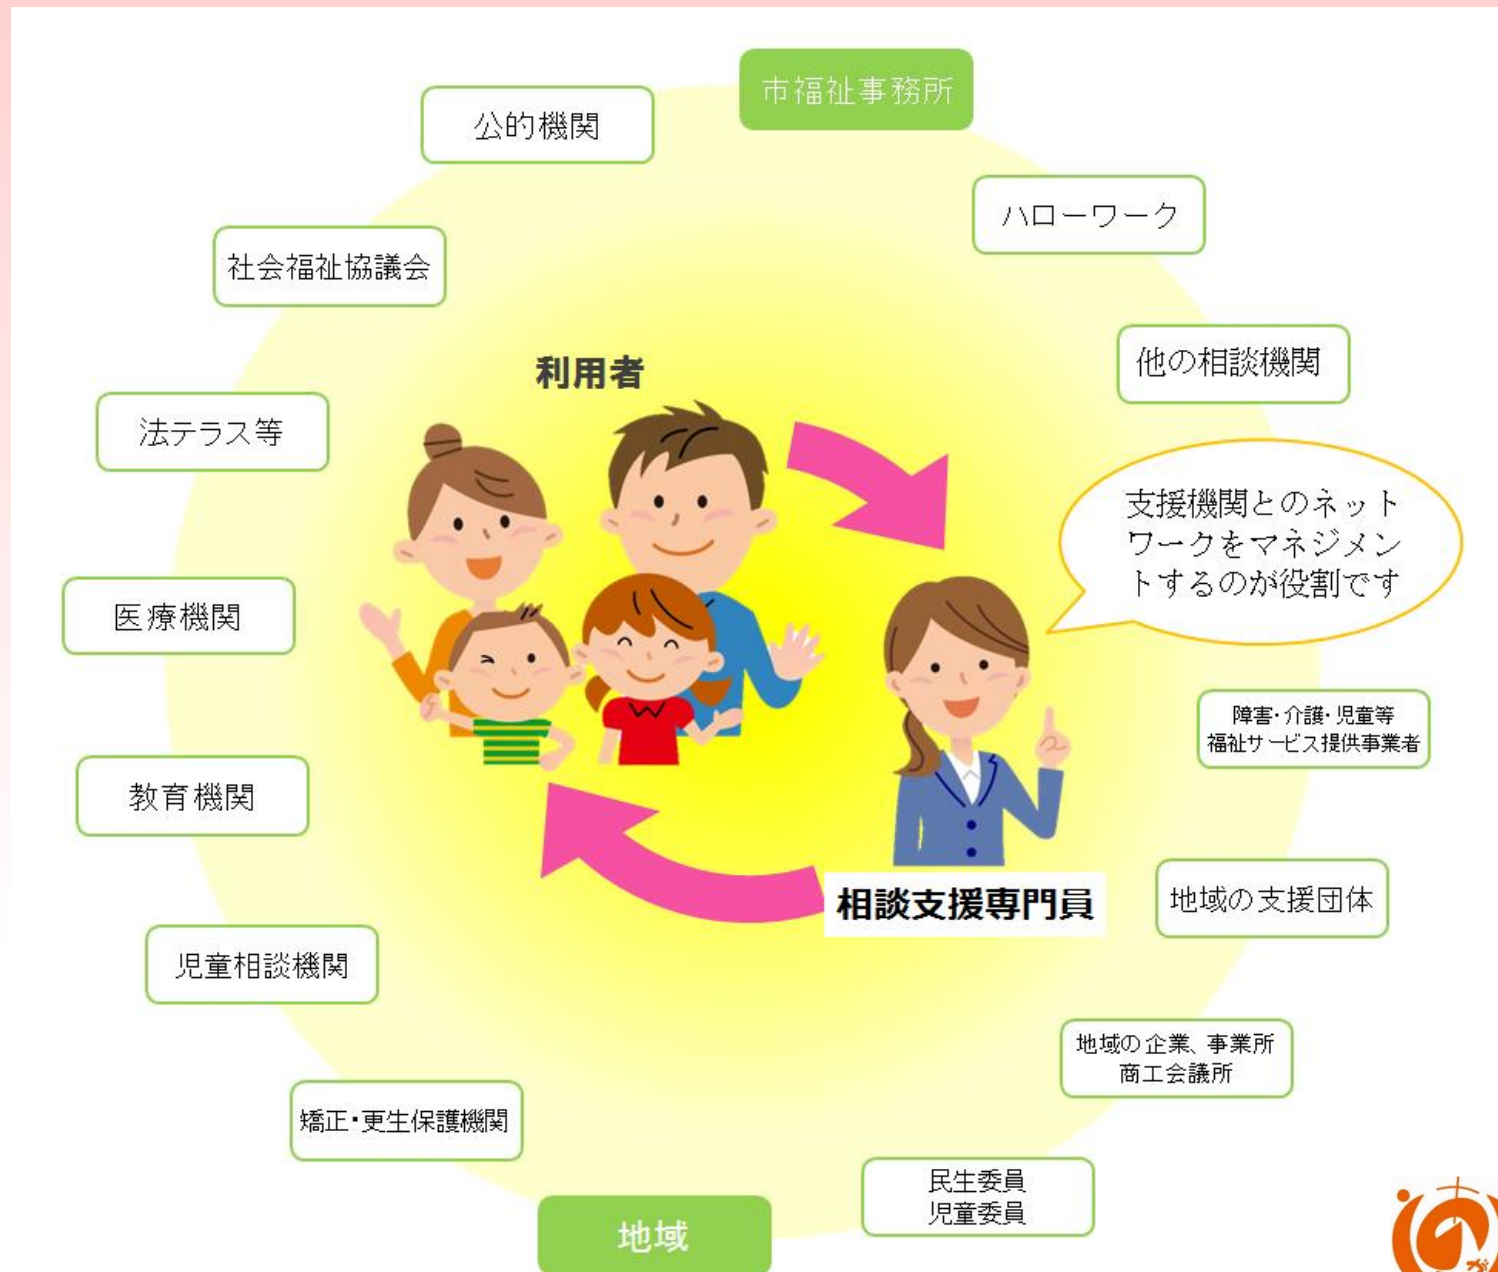 市福祉事務所
公的機関
ハローワーク
社会福祉協議会
他の相談機関
利用者
法テラス等
支援機関とのネット
ワークをマネジメン
トするのが役割です
医療機関
障害・介護・児童等
福祉サービス提供事業者
教育機関
地域の支援団体
相談支援専門員
児童相談機関
地域の企業、事業所
商工会議所
矯正・更生保護機関
民生委員
児童委員
地域